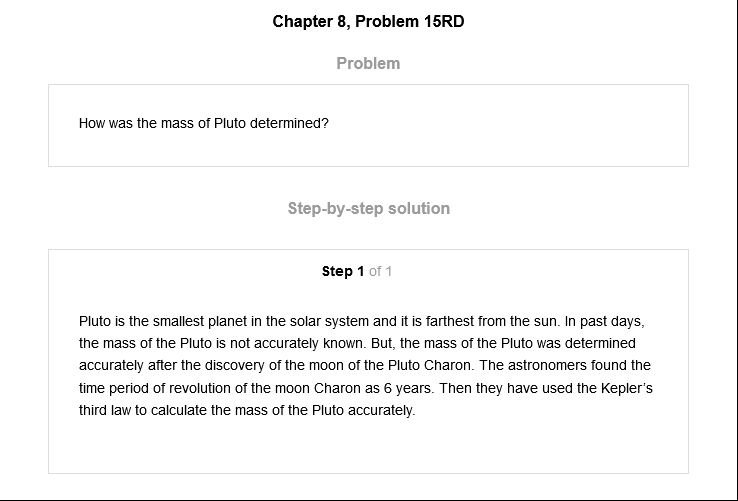 Chapter 8, Problem 15RD
Problem
How was the mass of Pluto determined?
Step-by-step solution
Step 1 of 1
Pluto is the smallest planet in the solar system and it is farthest from the sun. In past days,
the mass of the Pluto is not accurately known. But, the mass of the Pluto was determined
accurately after the discovery of the moon of the Pluto Charon. The astronomers found the
time period of revolution of the moon Charon as 6 years. Then they have used the Kepler's
third law to calculate the mass of the Pluto accurately.